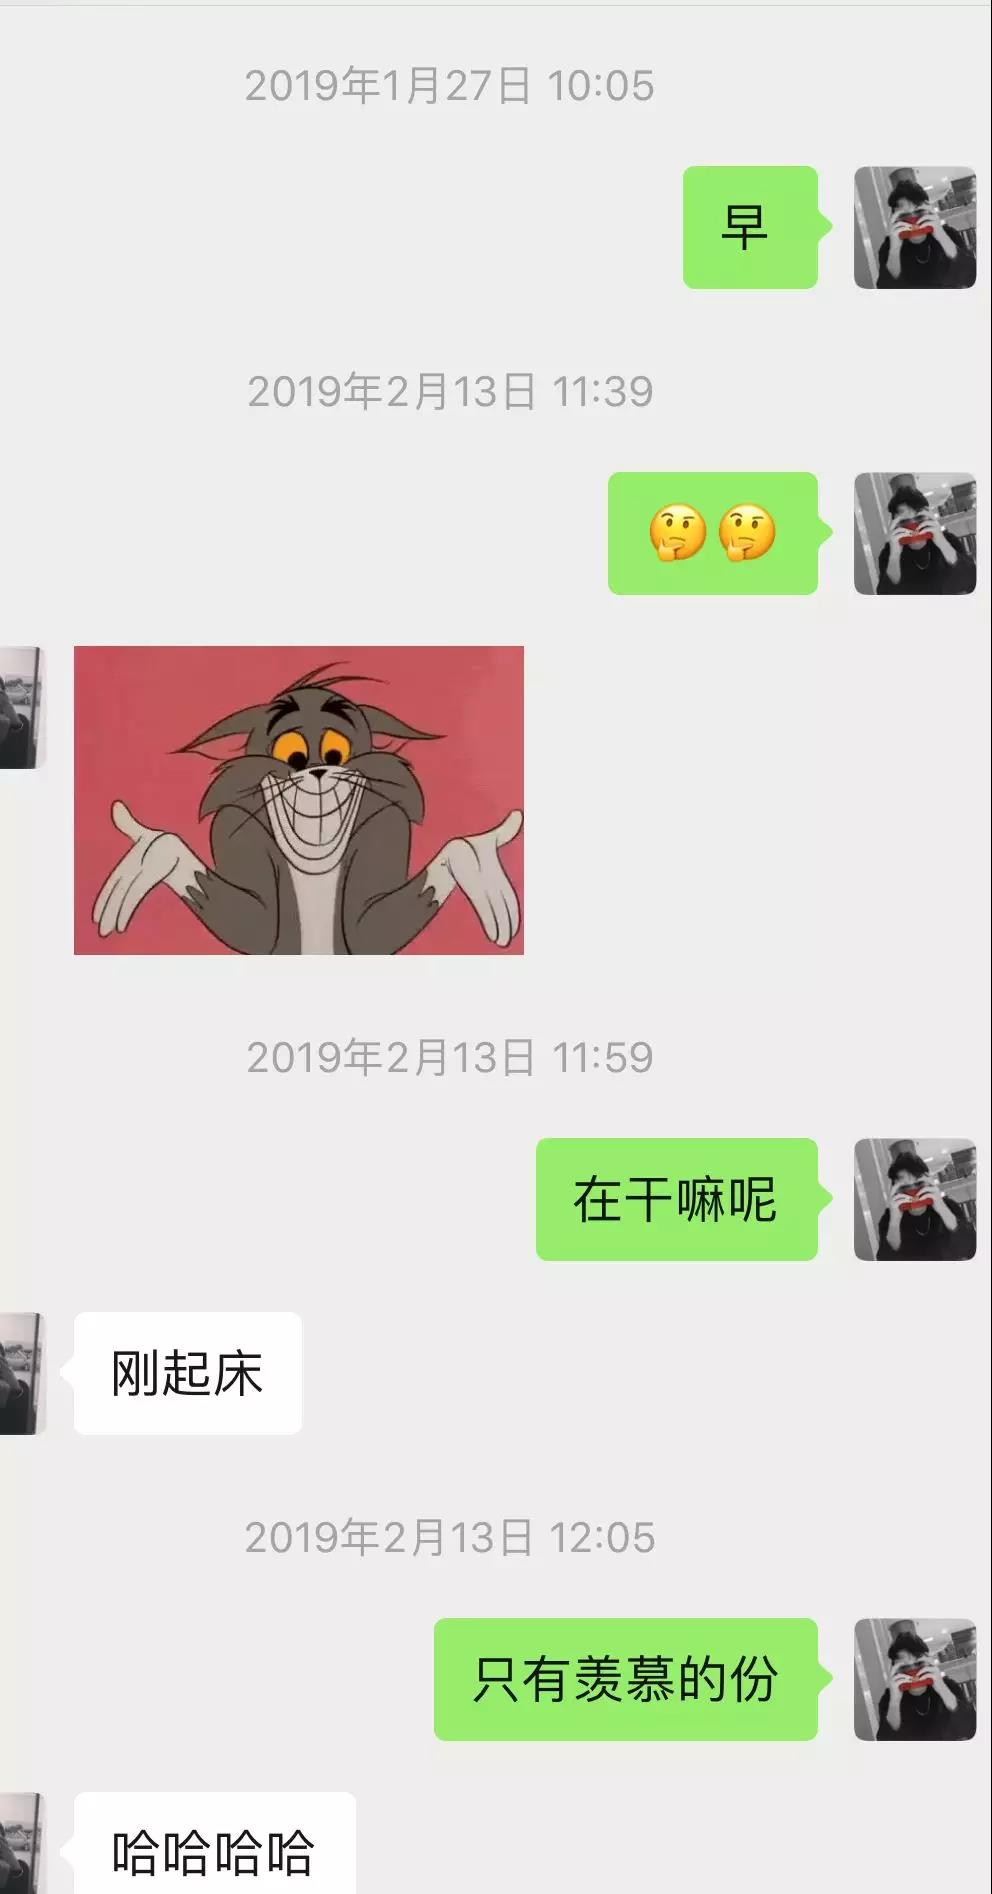 2019年1月27日 10:05
早
2019年2月13日 11:39
🤔🤔
2019年2月13日 11:59
在干嘛呢
刚起床
2019年2月13日 12:05
只有羡慕的份
哈哈哈哈